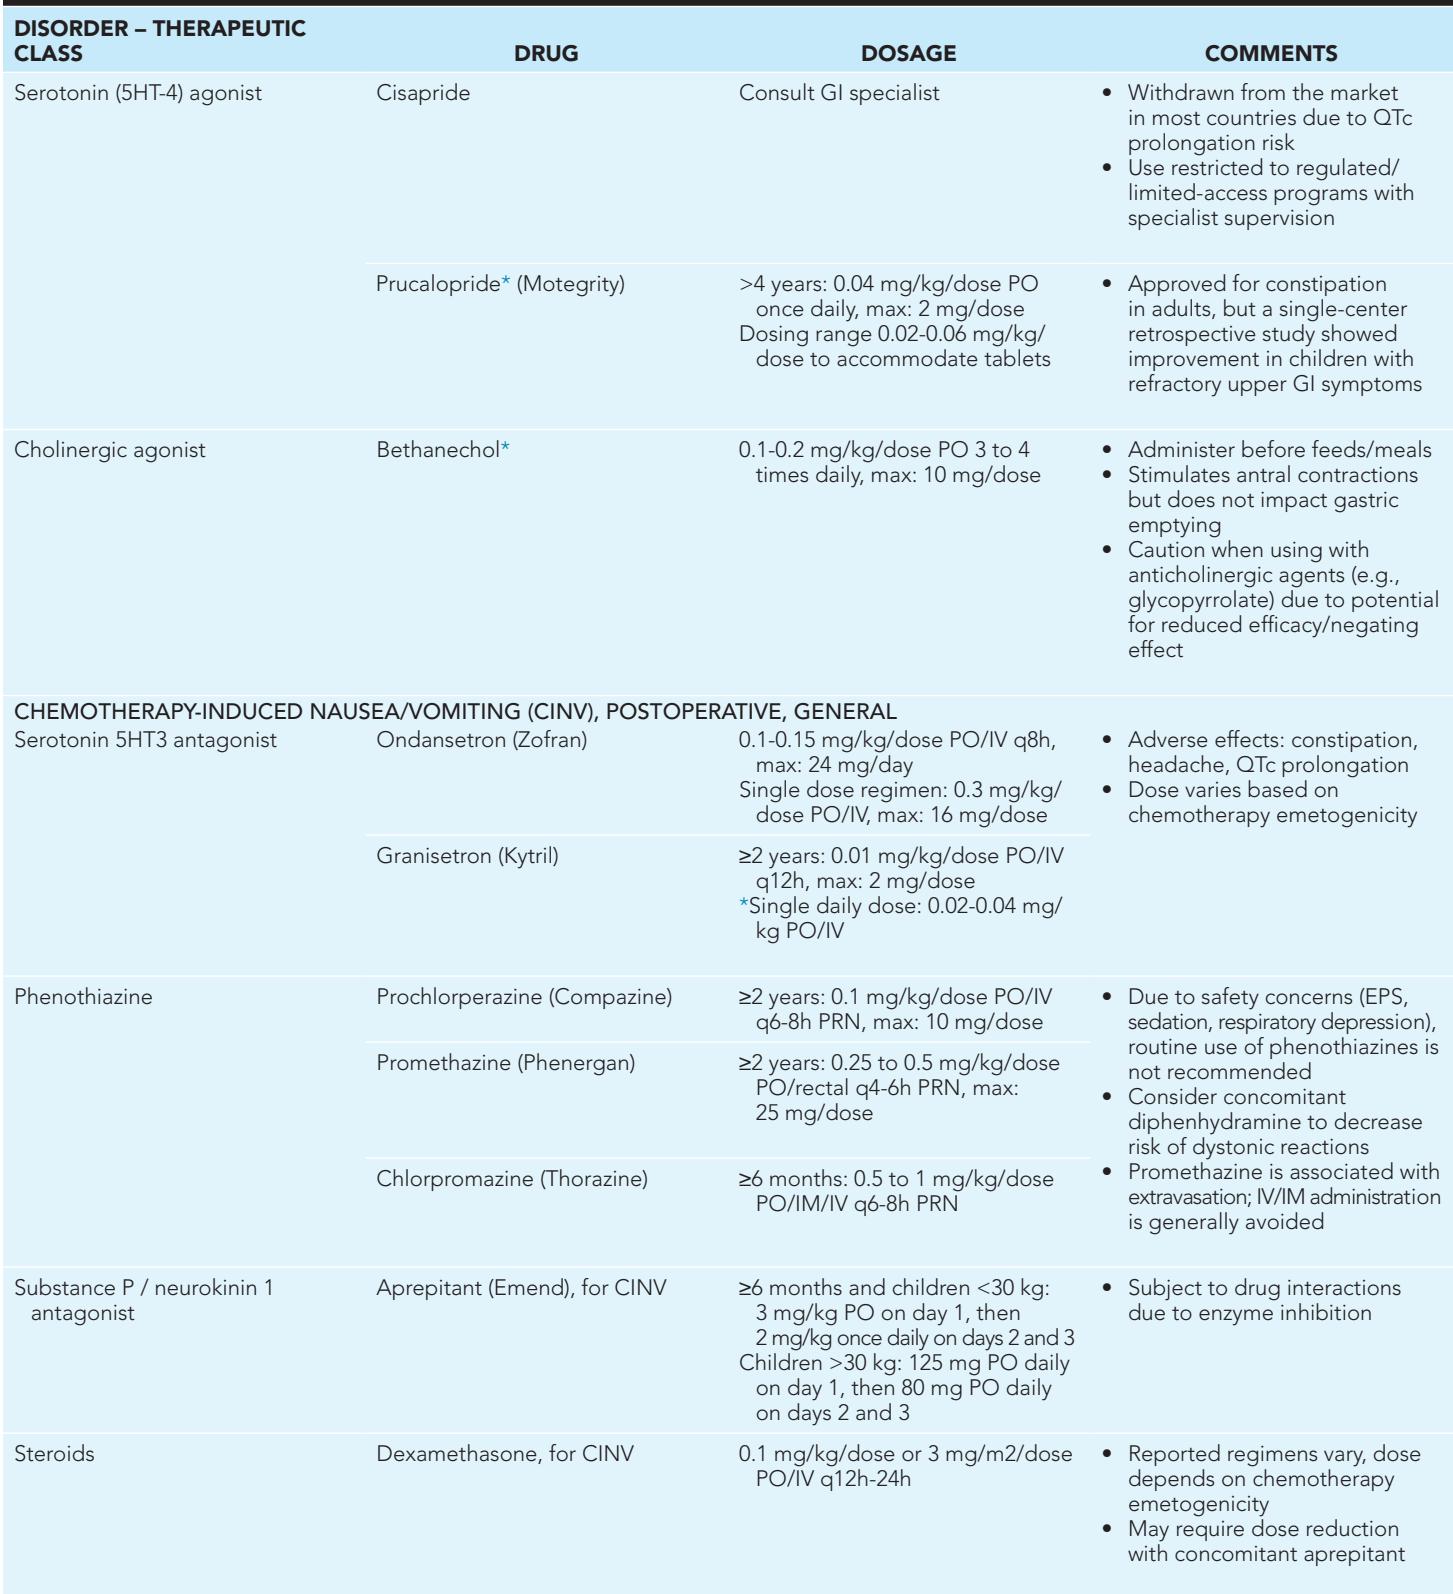 DISORDER – THERAPEUTIC
CLASS
DRUG
DOSAGE
COMMENTS
Serotonin (5HT-4) agonist
Cisapride
Consult GI specialist
• Withdrawn from the market
in most countries due to QTc
prolongation risk
• Use restricted to regulated/
limited-access programs with
specialist supervision
Prucalopride* (Motegrity)
>4 years: 0.04 mg/kg/dose PO
once daily, max: 2 mg/dose
Dosing range 0.02-0.06 mg/kg/
dose to accommodate tablets
• Approved for constipation
in adults, but a single-center
retrospective study showed
improvement in children with
refractory upper GI symptoms
Cholinergic agonist
Bethanechol*
0.1-0.2 mg/kg/dose PO 3 to 4
times daily, max: 10 mg/dose
• Administer before feeds/meals
• Stimulates antral contractions
but does not impact gastric
emptying
• Caution when using with
anticholinergic agents (e.g.,
glycopyrrolate) due to potential
for reduced efficacy/negating
effect
CHEMOTHERAPY-INDUCED NAUSEA/VOMITING (CINV), POSTOPERATIVE, GENERAL
Serotonin 5HT3 antagonist
Ondansetron (Zofran)
0.1-0.15 mg/kg/dose PO/IV q8h,
max: 24 mg/day
Single dose regimen: 0.3 mg/kg/
dose PO/IV, max: 16 mg/dose
• Adverse effects: constipation,
headache, QTc prolongation
• Dose varies based on
chemotherapy emetogenicity
Granisetron (Kytril)
≥2 years: 0.01 mg/kg/dose PO/IV
q12h, max: 2 mg/dose
*Single daily dose: 0.02-0.04 mg/
kg PO/IV
Phenothiazine
Prochlorperazine (Compazine)
≥2 years: 0.1 mg/kg/dose PO/IV
q6-8h PRN, max: 10 mg/dose
• Due to safety concerns (EPS,
sedation, respiratory depression),
routine use of phenothiazines is
not recommended
• Consider concomitant
diphenhydramine to decrease
risk of dystonic reactions
• Promethazine is associated with
extravasation; IV/IM administration
is generally avoided
Promethazine (Phenergan)
≥2 years: 0.25 to 0.5 mg/kg/dose
PO/rectal q4-6h PRN, max:
25 mg/dose
Chlorpromazine (Thorazine)
≥6 months: 0.5 to 1 mg/kg/dose
PO/IM/IV q6-8h PRN
Substance P / neurokinin 1
antagonist
Aprepitant (Emend), for CINV
≥6 months and children <30 kg:
3 mg/kg PO on day 1, then
2 mg/kg once daily on days 2 and 3
Children >30 kg: 125 mg PO daily
on day 1, then 80 mg PO daily
on days 2 and 3
• Subject to drug interactions
due to enzyme inhibition
Steroids
Dexamethasone, for CINV
0.1 mg/kg/dose or 3 mg/m2/dose
PO/IV q12h-24h
• Reported regimens vary, dose
depends on chemotherapy
emetogenicity
• May require dose reduction
with concomitant aprepitant